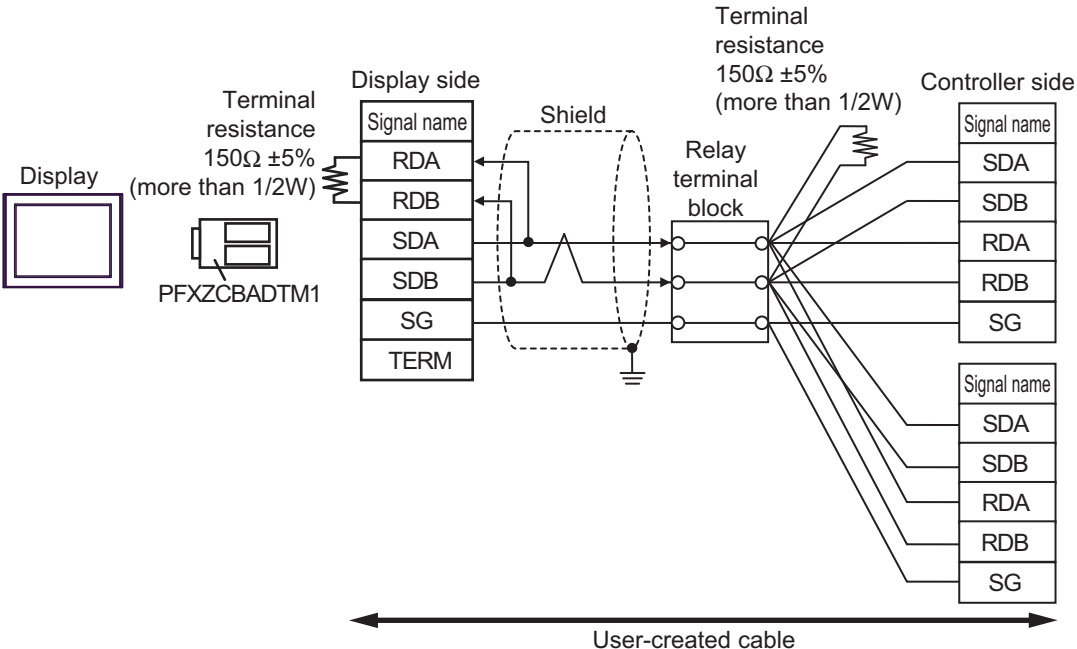 Display
PFXZCBADTM1
Terminal
resistance
150Ω ±5%
(more than 1/2W)
Display side
Signal name
RDA
RDB
SDA
SDB
SG
TERM
Shield
Relay
terminal
block
Terminal
resistance
150Ω ±5%
(more than 1/2W)
Controller side
Signal name
SDA
SDB
RDA
RDB
SG
Signal name
SDA
SDB
RDA
RDB
SG
User-created cable